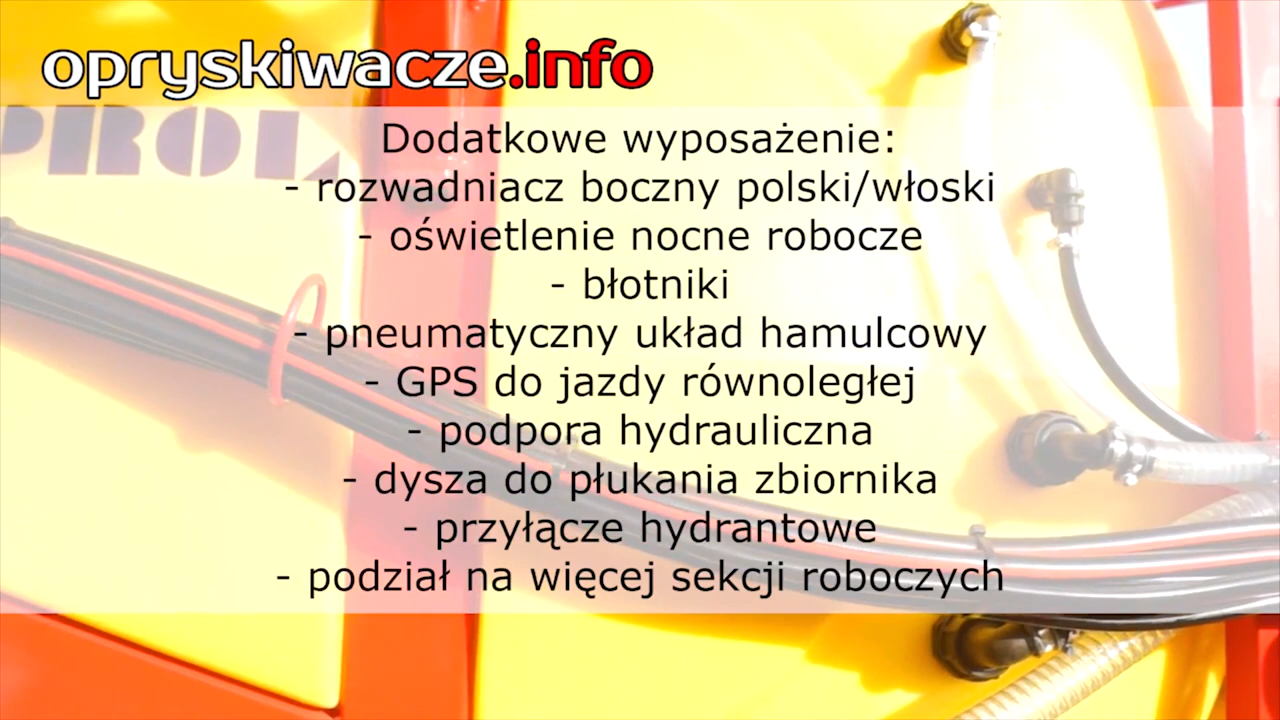 opryskiwacze.info
Dodatkowe wyposażenie:
- rozwadniacz boczny polski/włoski
- oświetlenie nocne robocze
- błotniki
- pneumatyczny układ hamulcowy
- GPS do jazdy równoległej
- podpora hydrauliczna
- dysza do płukania zbiornika
- przyłącze hydrantowe
- podział na więcej sekcji roboczych